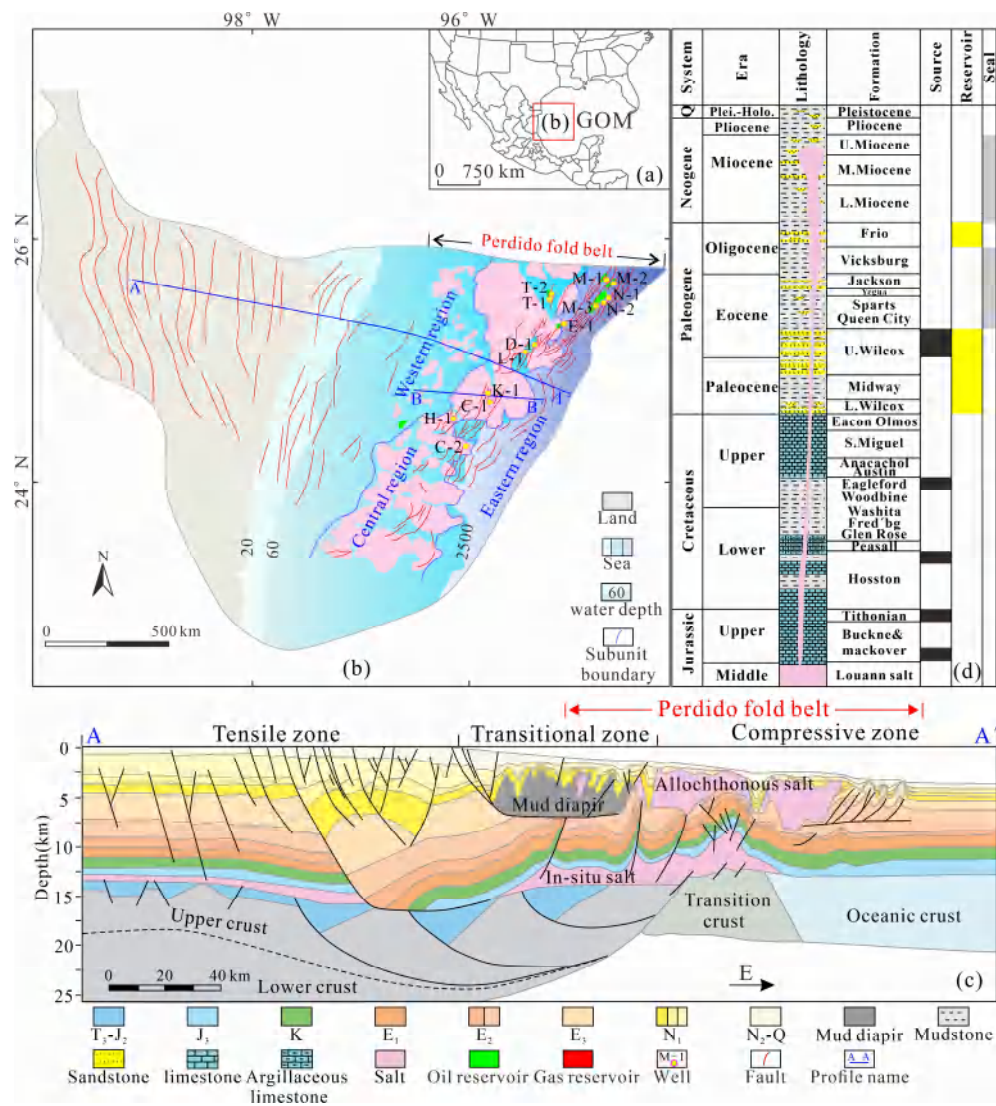 98° W
96° W
26° N
24° N
GOM
(b)
0 750 km
(a)
Perdido fold belt
A
M-1
M-2
T-2
T-1
M-3
N-1
N-2
E-1
D-1
L-1
Western region
K-1
B
C-1
B'
H-1
C-2
Central region
Eastern region
20
60
2500
N
0 500 km
(b)
Land
Sea
60
water depth
Subunit
boundary
System
Era
Lithology
Formation
Source
Reservoir
Seal
Q
Plei.-Holo.
Pleistocene
Pliocene
Pliocene
Neogene
Miocene
U.Miocene
M.Miocene
L.Miocene
Paleogene
Oligocene
Frio
Vicksburg
Eocene
Jackson
Yegua
Sparts
Queen City
U.Wilcox
Paleocene
Midway
L.Wilcox
Cretaceous
Upper
Eacon Olmos
S.Miguel
Anacachol
Austin
Eagleford
Woodbine
Lower
Washita
Fred´bg
Glen Rose
Peasall
Hosston
Jurassic
Upper
Tithonian
Buckne&
mackover
Middle
Louann salt
(d)
Perdido fold belt
A
Tensile zone
Transitional zone
Compressive zone
A'
Depth(km)
0
5
10
15
20
25
Mud diapir
Allochthonous salt
In-situ salt
Upper crust
Lower crust
Transition
crust
Oceanic crust
0 20 40 km
E
(c)
T₃-J₂
J₃
K
E₁
E₂
E₃
N₁
N₂-Q
Mud diapir
Mudstone
Sandstone
limestone
Argillaceous
limestone
Salt
Oil reservoir
Gas reservoir
M-1
Well
Fault
A A'
Profile name